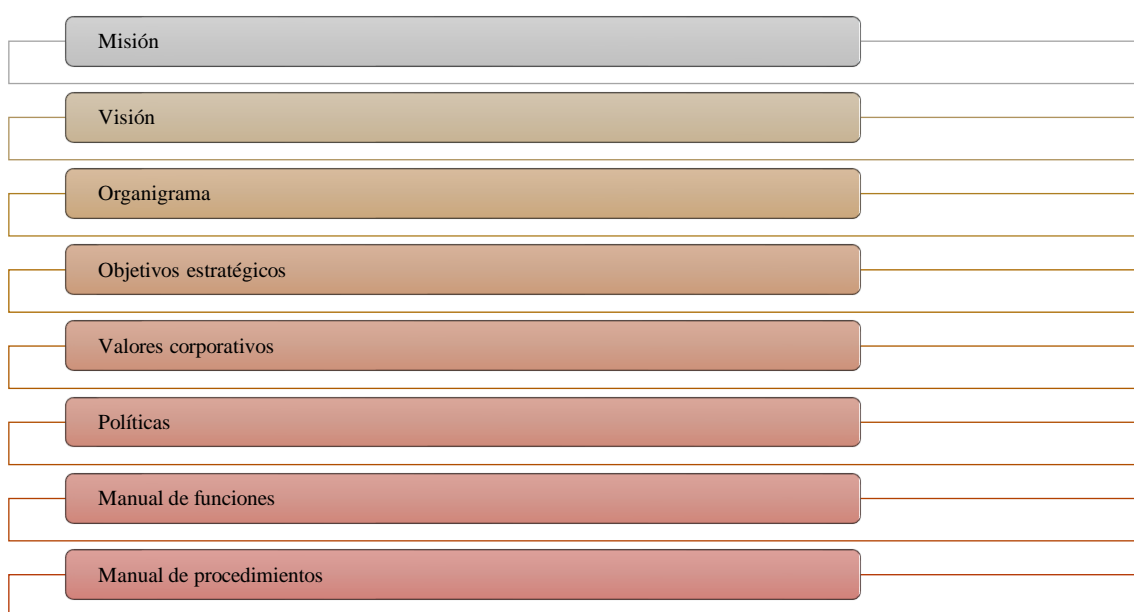 Misión
Visión
Organigrama
Objetivos estratégicos
Valores corporativos
Políticas
Manual de funciones
Manual de procedimientos